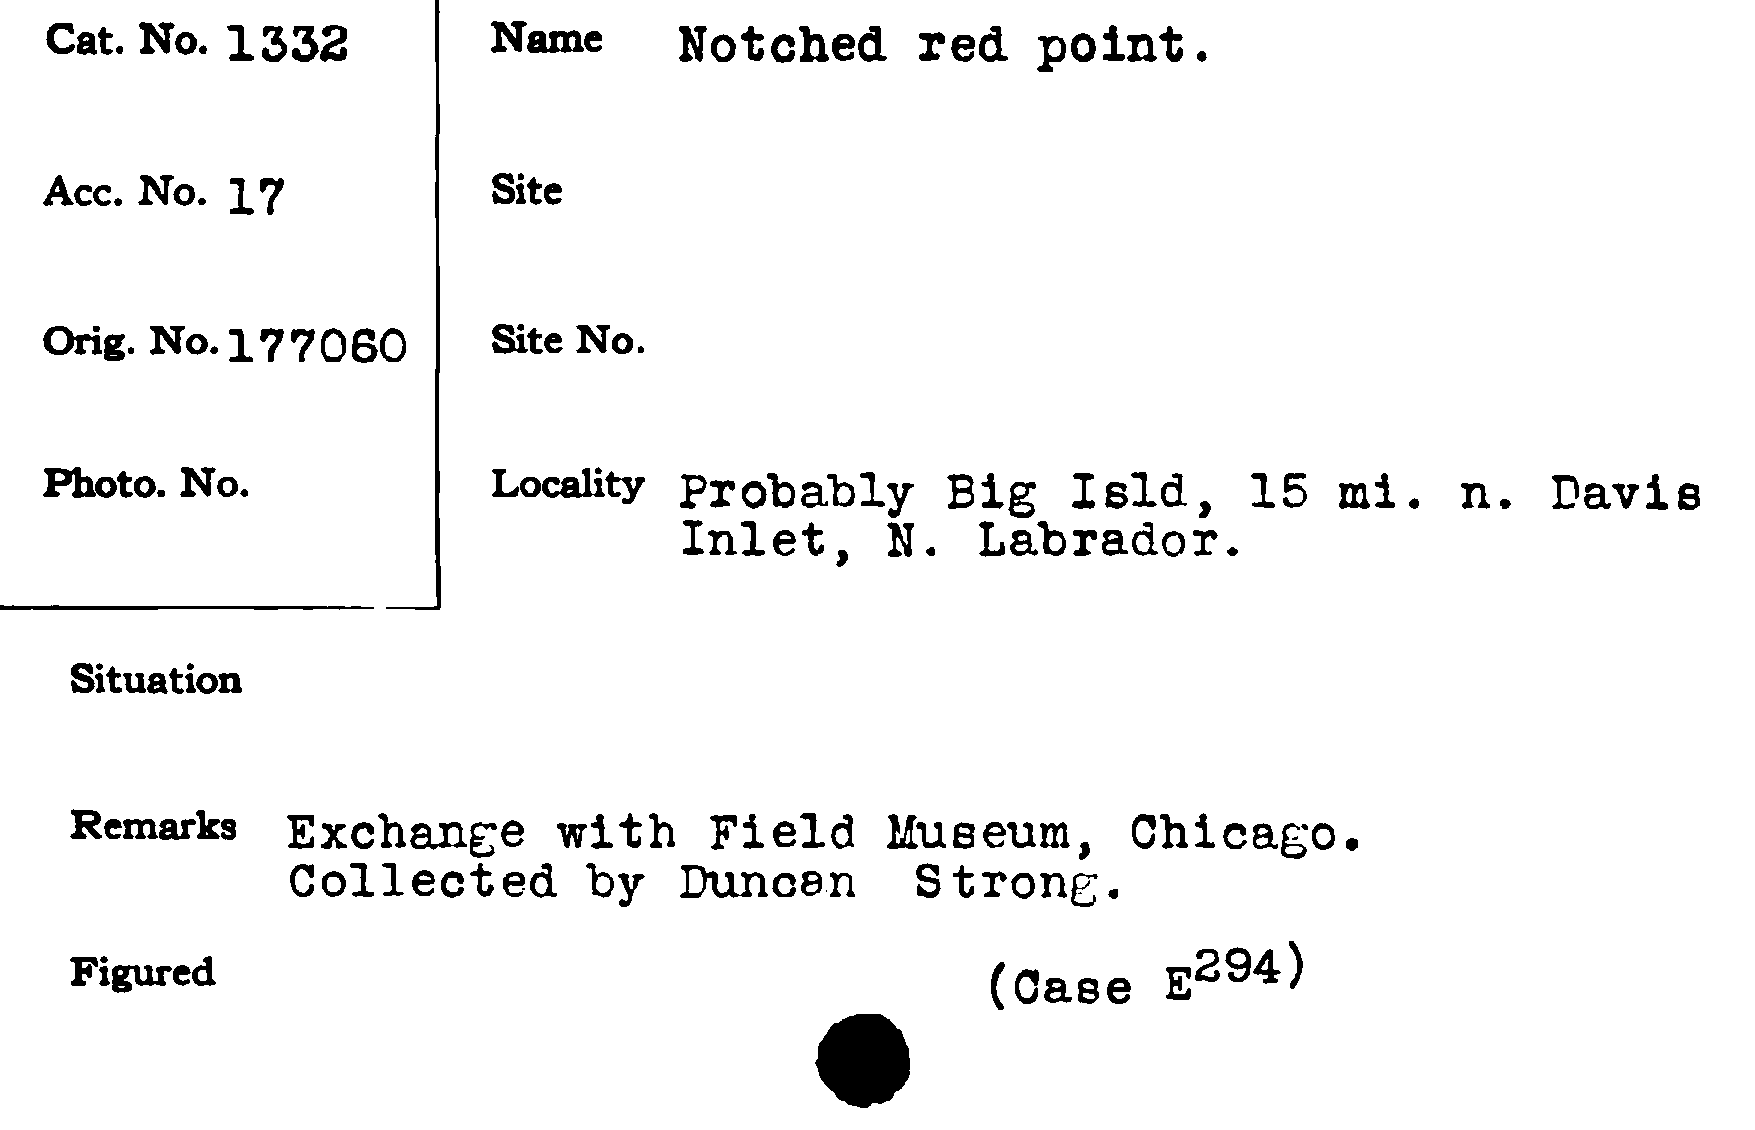 Cat. No. 1332
Name Notched red point.
Acc. No. 17
Site
Orig. No. 177060
Site No.
Photo. No.
Locality Probably Big Isld, 15 mi. n. Davis
Inlet, N. Labrador.
Situation
Remarks Exchange with Field Museum, Chicago.
Collected by Duncan Strong.
Figured
(Case E294)